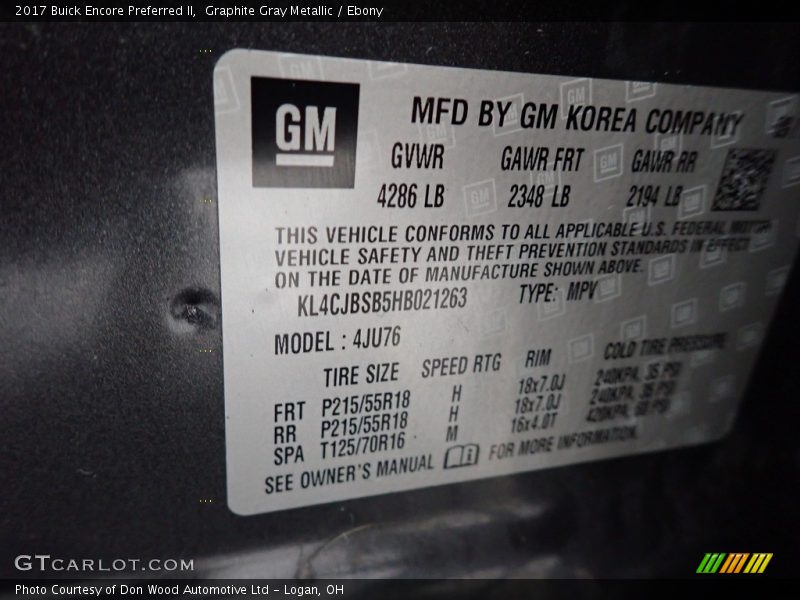 2017 Buick Encore Preferred II,  Graphite Gray Metallic / Ebony
GM
MFD BY GM KOREA COMPANY
GVWR GAWR FRT GAWR RR
4286 LB 2348 LB 2194 LB
THIS VEHICLE CONFORMS TO ALL APPLICABLE U.S. FEDERAL MOTOR
VEHICLE SAFETY AND THEFT PREVENTION STANDARDS IN EFFECT
ON THE DATE OF MANUFACTURE SHOWN ABOVE.
KL4CJBSB5HB021263 TYPE: MPV
MODEL : 4JU76
TIRE SIZE SPEED RTG RIM COLD TIRE PRESSURE
FRT P215/55R18 H 18x7.0J 240KPA, 35 PSI
RR P215/55R18 H 18x7.0J 240KPA, 35 PSI
SPA T125/70R16 M 16x4.0T 420KPA, 60 PSI
SEE OWNER'S MANUAL FOR MORE INFORMATION.
GTCARLOT.COM
Photo Courtesy of Don Wood Automotive Ltd - Logan, OH